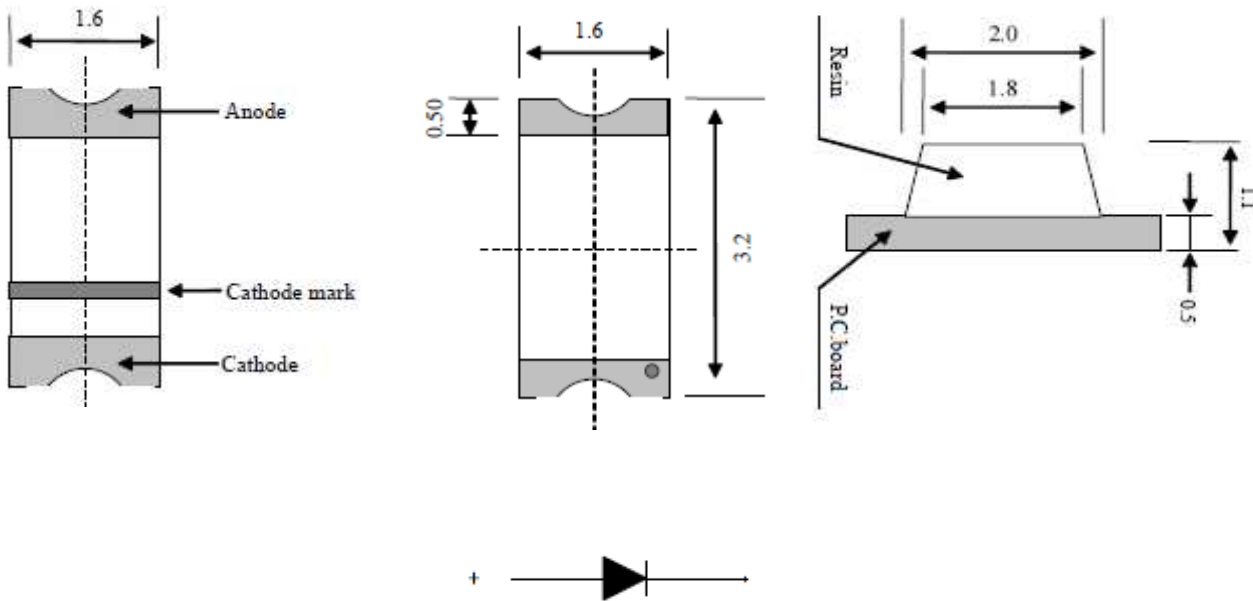 1.6
Anode
Cathode mark
Cathode
1.6
0.50
3.2
Resin
2.0
1.8
1.1
0.5
P.C.board
+
-